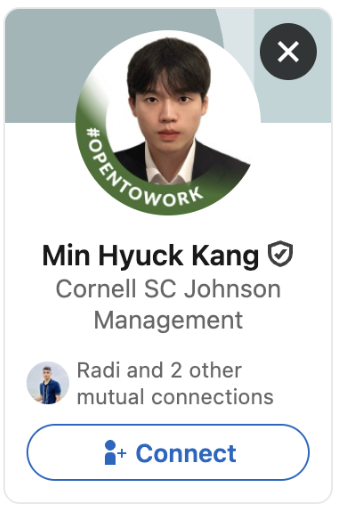 #OPENTOWORK
Min Hyuck Kang
Cornell SC Johnson
Management
Radi and 2 other
mutual connections
Connect